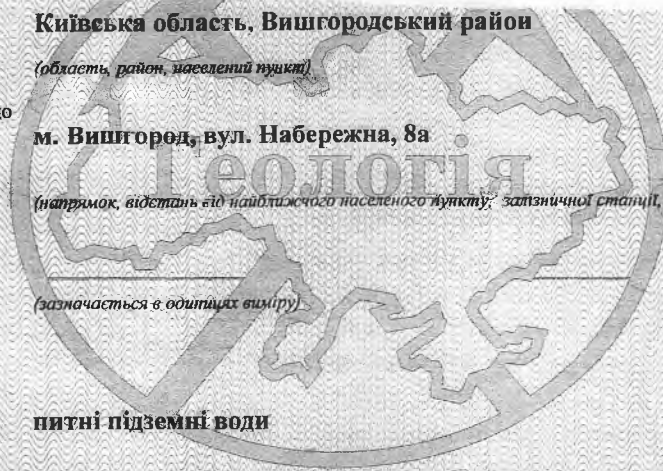 Київська область, Вишгородський район
(область, район, населений пункт)
м. Вишгород, вул. Набережна, 8а
Геологія
(напрямок, відстань від найближчого населеного пункту, залізничної станції,
(зазначається в одиницях виміру)
питні підземні води